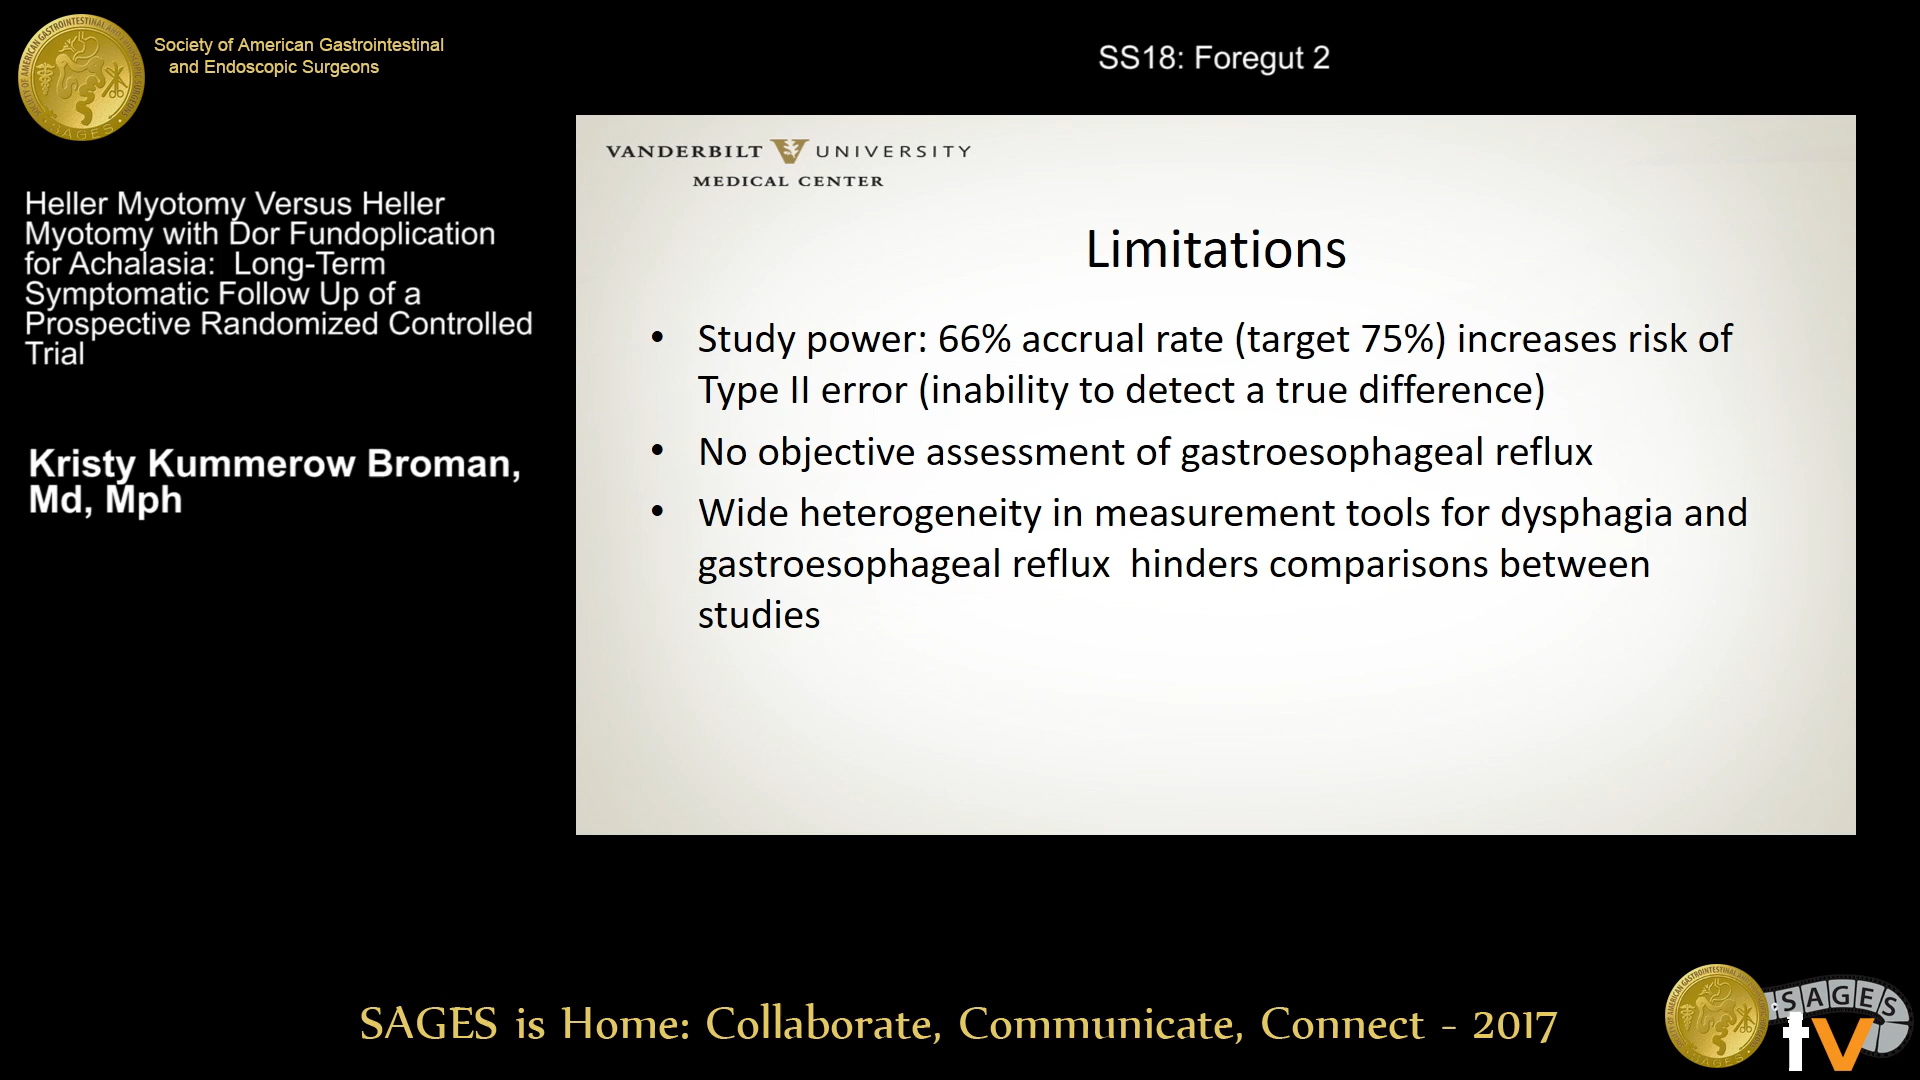 Society of American Gastrointestinal
and Endoscopic Surgeons
SS18: Foregut 2
Heller Myotomy Versus Heller
Myotomy with Dor Fundoplication
for Achalasia:  Long-Term
Symptomatic Follow Up of a
Prospective Randomized Controlled
Trial
Kristy Kummerow Broman,
Md, Mph
VANDERBILT V UNIVERSITY
MEDICAL CENTER
Limitations
• Study power: 66% accrual rate (target 75%) increases risk of
Type II error (inability to detect a true difference)
• No objective assessment of gastroesophageal reflux
• Wide heterogeneity in measurement tools for dysphagia and
gastroesophageal reflux  hinders comparisons between
studies
SAGES is Home: Collaborate, Communicate, Connect - 2017
SAGES
tv